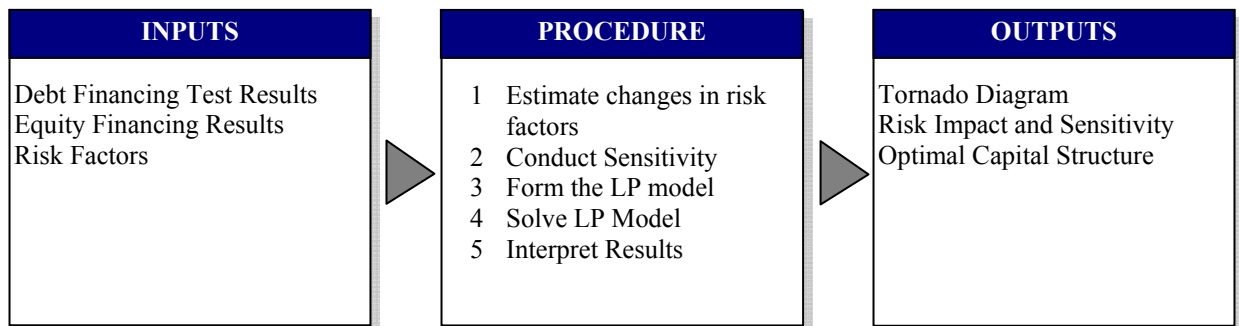 INPUTS
Debt Financing Test Results
Equity Financing Results
Risk Factors
PROCEDURE
1 Estimate changes in risk
factors
2 Conduct Sensitivity
3 Form the LP model
4 Solve LP Model
5 Interpret Results
OUTPUTS
Tornado Diagram
Risk Impact and Sensitivity
Optimal Capital Structure